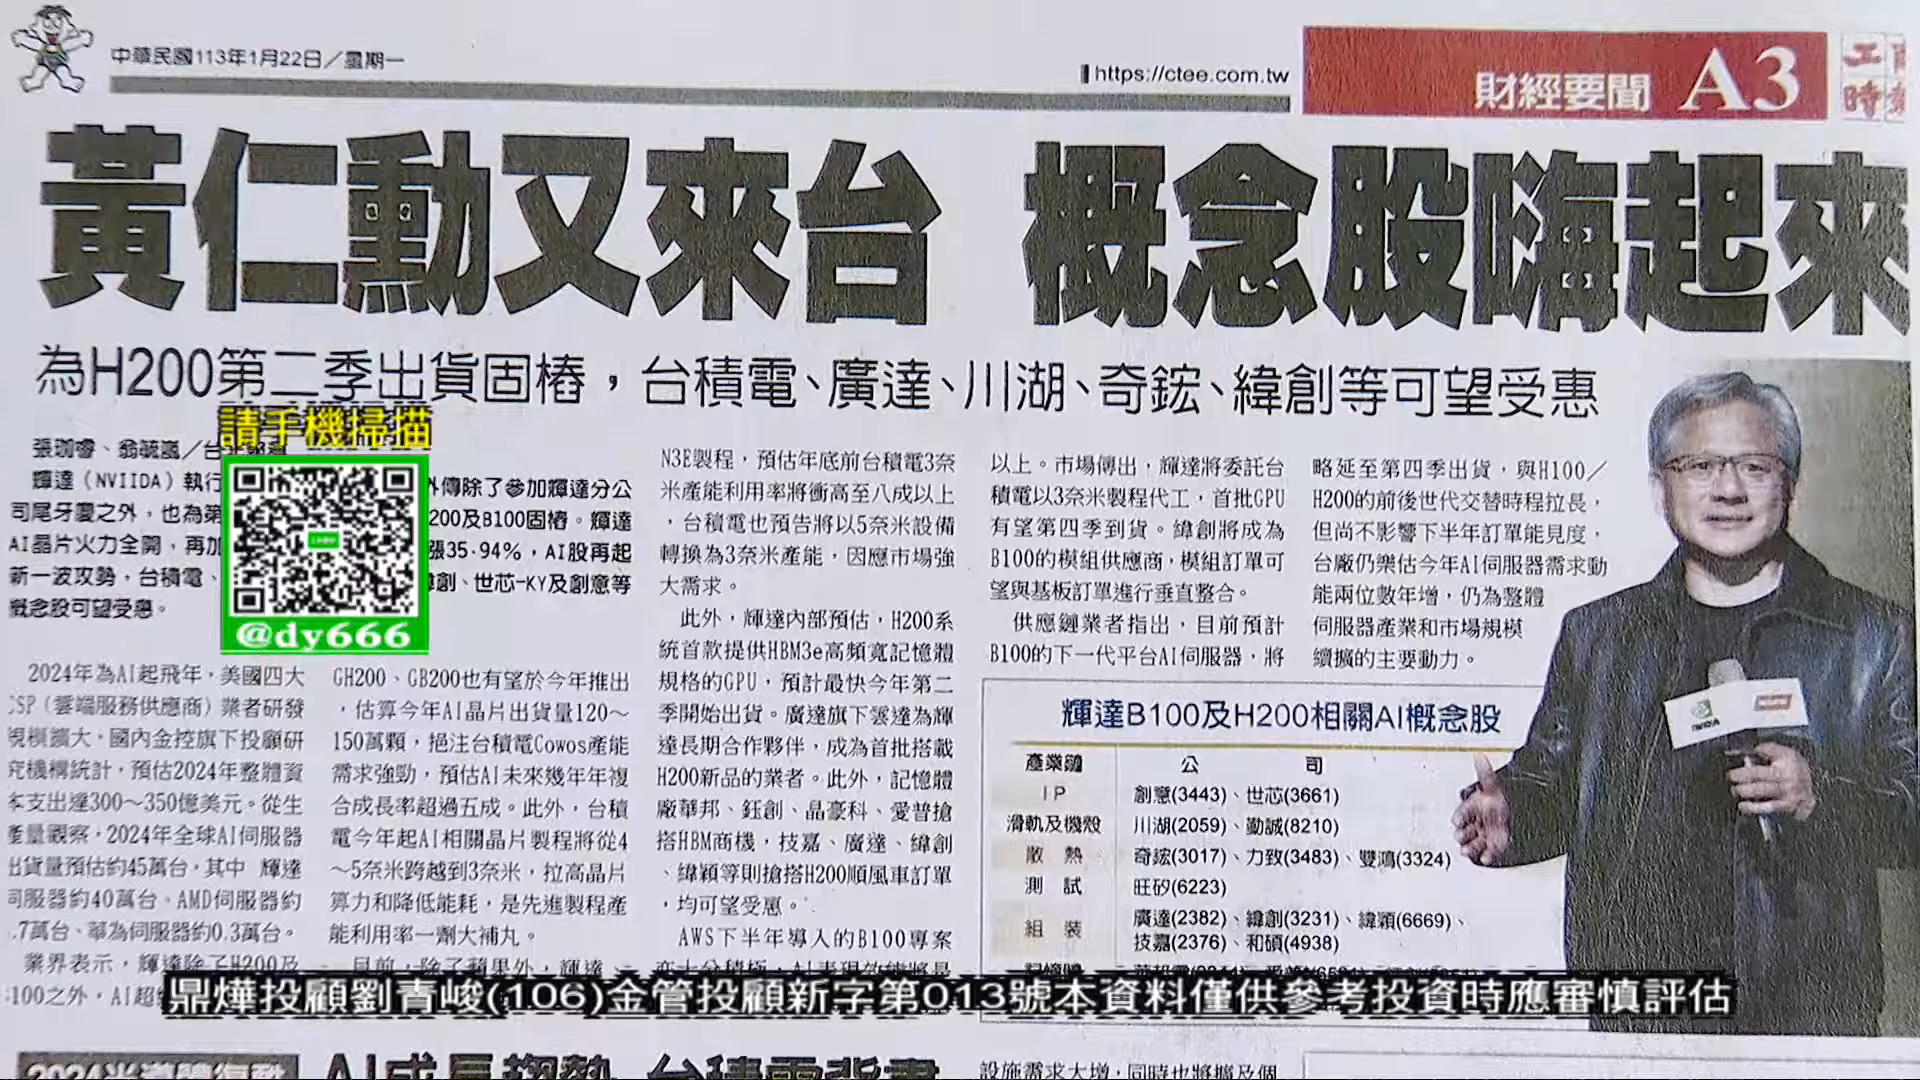 中華民國113年1月22日／星期一
https://ctee.com.tw
財經要聞 A3
黃仁勳又來台 概念股嗨起來
為H200第二季出貨固樁，台積電、廣達、川湖、奇鋐、緯創等可望受惠
請手機掃描
@dy666
輝達（NVIIDA）執行
外傳除了參加輝達分公
司尾牙慶之外，也為第
200及B100固樁。輝達
AI晶片火力全開，再加
漲35.94%，AI股再起
新一波攻勢，台積電、
創、世芯-KY及創意等
概念股可望受惠。
2024年為AI起飛年，美國四大
CSP（雲端服務供應商）業者研發
規模擴大，國內金控旗下投顧研
究機構統計，預估2024年整體資
本支出達300～350億美元。從生
產量觀察，2024年全球AI伺服器
出貨量預估約45萬台，其中 輝達
伺服器約40萬台、AMD伺服器約
.7萬台、華為伺服器約0.3萬台。
業界表示，輝達除了H200及
GH200、GB200也有望於今年推出
，估算今年AI晶片出貨量120～
150萬顆，挹注台積電Cowos產能
需求強勁，預估AI未來幾年年複
合成長率超過五成。此外，台積
電今年起AI相關晶片製程將從4
～5奈米跨越到3奈米，拉高晶片
算力和降低能耗，是先進製程產
能利用率一劑大補丸。
目前，除了蘋果外，輝達
N3E製程，預估年底前台積電3奈
米產能利用率將衝高至八成以上
，台積電也預告將以5奈米設備
轉換為3奈米產能，因應市場強
大需求。
此外，輝達內部預估，H200系
統首款提供HBM3e高頻寬記憶體
規格的GPU，預計最快今年第二
季開始出貨。廣達旗下雲達為輝
達長期合作夥伴，成為首批搭載
H200新品的業者。此外，記憶體
廠華邦、鈺創、晶豪科、愛普搶
搭HBM商機，技嘉、廣達、緯創
、緯穎等則搶搭H200順風車訂單
，均可望受惠。
AWS下半年導入的B100專案
以上。市場傳出，輝達將委託台
積電以3奈米製程代工，首批GPU
有望第四季到貨。緯創將成為
B100的模組供應商，模組訂單可
望與基板訂單進行垂直整合。
供應鏈業者指出，目前預計
B100的下一代平台AI伺服器，將
略延至第四季出貨，與H100／
H200的前後世代交替時程拉長，
但尚不影響下半年訂單能見度，
台廠仍樂估今年AI伺服器需求動
能兩位數年增，仍為整體
伺服器產業和市場規模
續擴的主要動力。
輝達B100及H200相關AI概念股
產業鏈 公司
IP 創意(3443)、世芯(3661)
滑軌及機殼 川湖(2059)、勤誠(8210)
散熱 奇鋐(3017)、力致(3483)、雙鴻(3324)
測試 旺矽(6223)
組裝 廣達(2382)、緯創(3231)、緯穎(6669)、
技嘉(2376)、和碩(4938)
鼎燁投顧劉青峻(106)金管投顧新字第013號本資料僅供參考投資時應審慎評估
AI成長趨勢 台積電背書
設施需求大增，同時也將擴及個